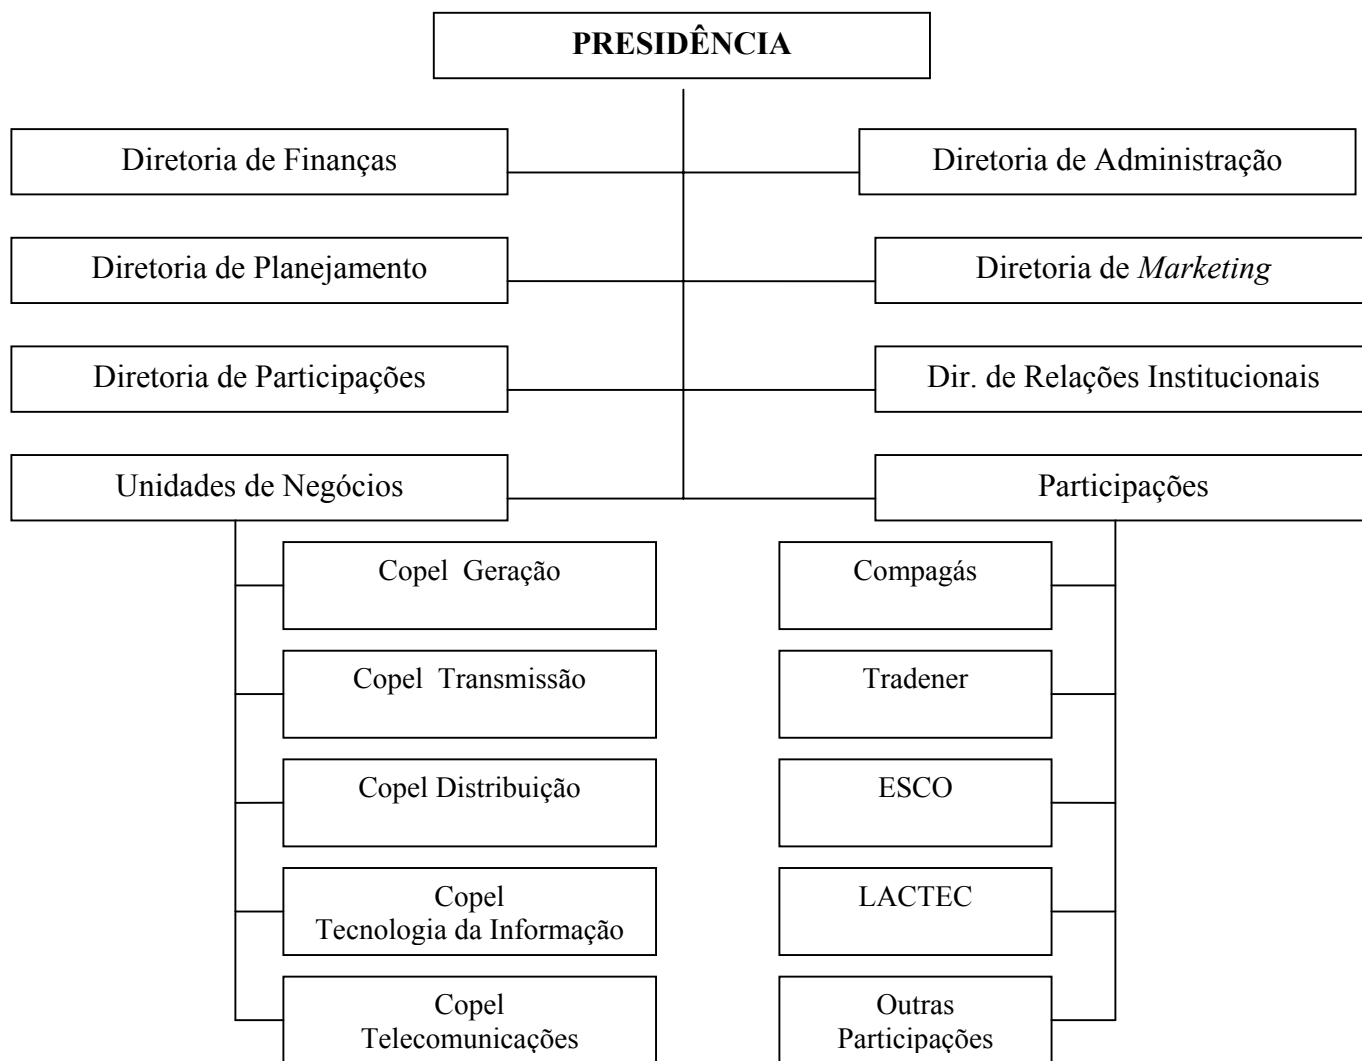 PRESIDÊNCIA
Diretoria de Finanças
Diretoria de Administração
Diretoria de Planejamento
Diretoria de Marketing
Diretoria de Participações
Dir. de Relações Institucionais
Unidades de Negócios
Participações
Copel Geração
Compagás
Copel Transmissão
Tradener
Copel Distribuição
ESCO
Copel
Tecnologia da Informação
LACTEC
Copel
Telecomunicações
Outras
Participações